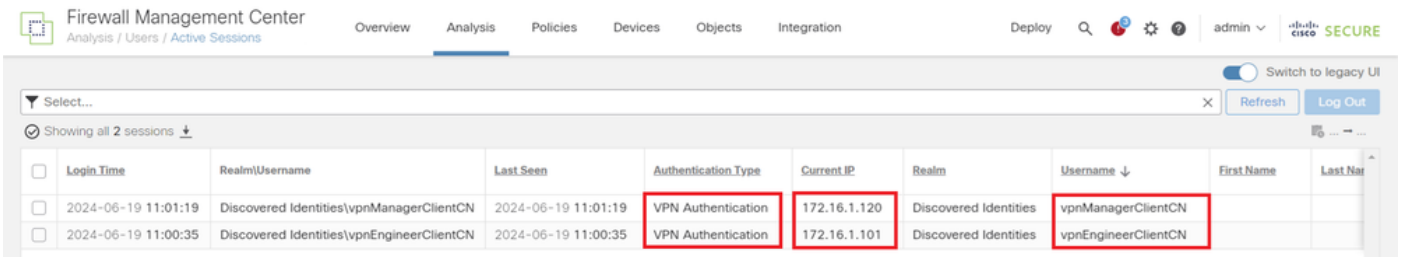 Firewall Management Center
Analysis / Users / Active Sessions
Overview Analysis Policies Devices Objects Integration Deploy 3 admin cisco SECURE
Switch to legacy UI
Select... Refresh Log Out
Showing all 2 sessions ... ...
Login Time Realm\Username Last Seen Authentication Type Current IP Realm Username First Name Last Nar
2024-06-19 11:01:19 Discovered Identities\vpnManagerClientCN 2024-06-19 11:01:19 VPN Authentication 172.16.1.120 Discovered Identities vpnManagerClientCN
2024-06-19 11:00:35 Discovered Identities\vpnEngineerClientCN 2024-06-19 11:00:35 VPN Authentication 172.16.1.101 Discovered Identities vpnEngineerClientCN